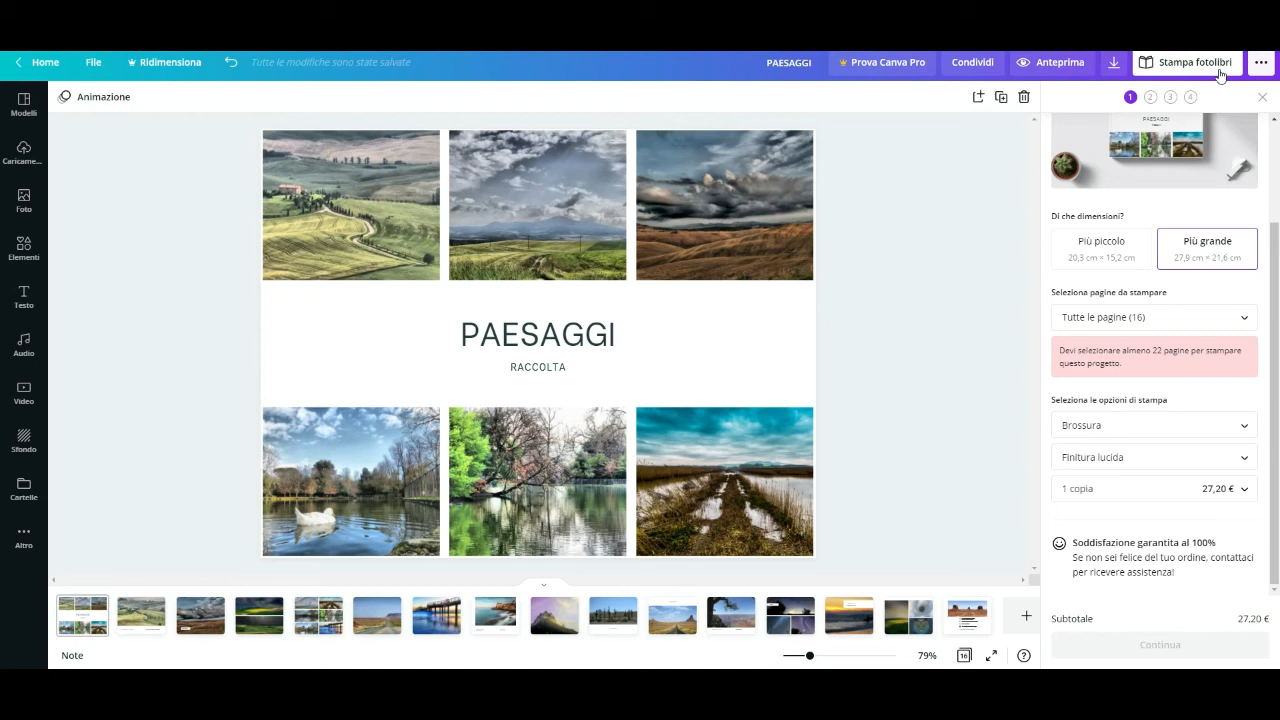 Home
File
Ridimensiona
Tutte le modifiche sono state salvate
PAESAGGI
Prova Canva Pro
Condividi
Anteprima
Stampa fotolibri
Animazione
1
2
3
4
Modelli
Caricame...
Foto
Elementi
Testo
Audio
Video
Sfondo
Cartelle
Altro
PAESAGGI
RACCOLTA
PAESAGGI
Di che dimensioni?
Più piccolo
20,3 cm × 15,2 cm
Più grande
27,9 cm × 21,6 cm
Seleziona pagine da stampare
Tutte le pagine (16)
Devi selezionare almeno 22 pagine per stampare
questo progetto.
Seleziona le opzioni di stampa
Brossura
Finitura lucida
1 copia 27,20 €
Soddisfazione garantita al 100%
Se non sei felice del tuo ordine, contattaci
per ricevere assistenza!
Subtotale 27,20 €
Continua
Note
79%
16